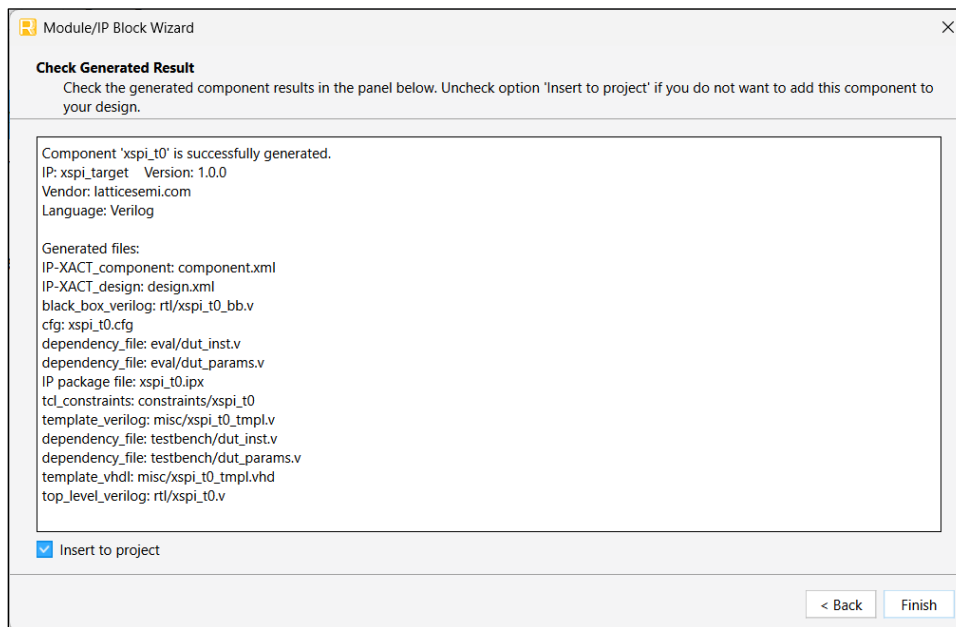 Module/IP Block Wizard
Check Generated Result
Check the generated component results in the panel below. Uncheck option 'Insert to project' if you do not want to add this component to
your design.
Component 'xspi_t0' is successfully generated.
IP: xspi_target    Version: 1.0.0
Vendor: latticesemi.com
Language: Verilog
Generated files:
IP-XACT_component: component.xml
IP-XACT_design: design.xml
black_box_verilog: rtl/xspi_t0_bb.v
cfg: xspi_t0.cfg
dependency_file: eval/dut_inst.v
dependency_file: eval/dut_params.v
IP package file: xspi_t0.ipx
tcl_constraints: constraints/xspi_t0
template_verilog: misc/xspi_t0_tmpl.v
dependency_file: testbench/dut_inst.v
dependency_file: testbench/dut_params.v
template_vhdl: misc/xspi_t0_tmpl.vhd
top_level_verilog: rtl/xspi_t0.v
Insert to project
< Back    Finish